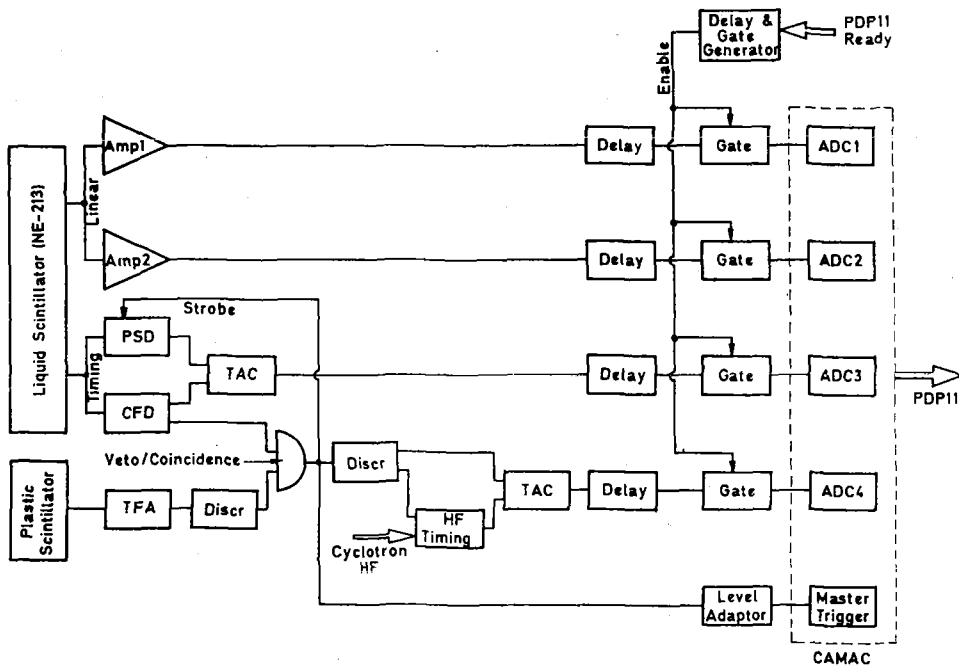 Delay &
Gate
Generator
PDP11
Ready
Enable
Liquid Scintillator (NE-213)
Linear
Amp1
Delay
Gate
ADC1
Amp2
Delay
Gate
ADC2
Strobe
Timing
PSD
CFD
TAC
Delay
Gate
ADC3
PDP11
Veto/Coincidence
Plastic
Scintillator
TFA
Discr
Discr
HF
Timing
Cyclotron
HF
TAC
Delay
Gate
ADC4
Level
Adaptor
Master
Trigger
CAMAC